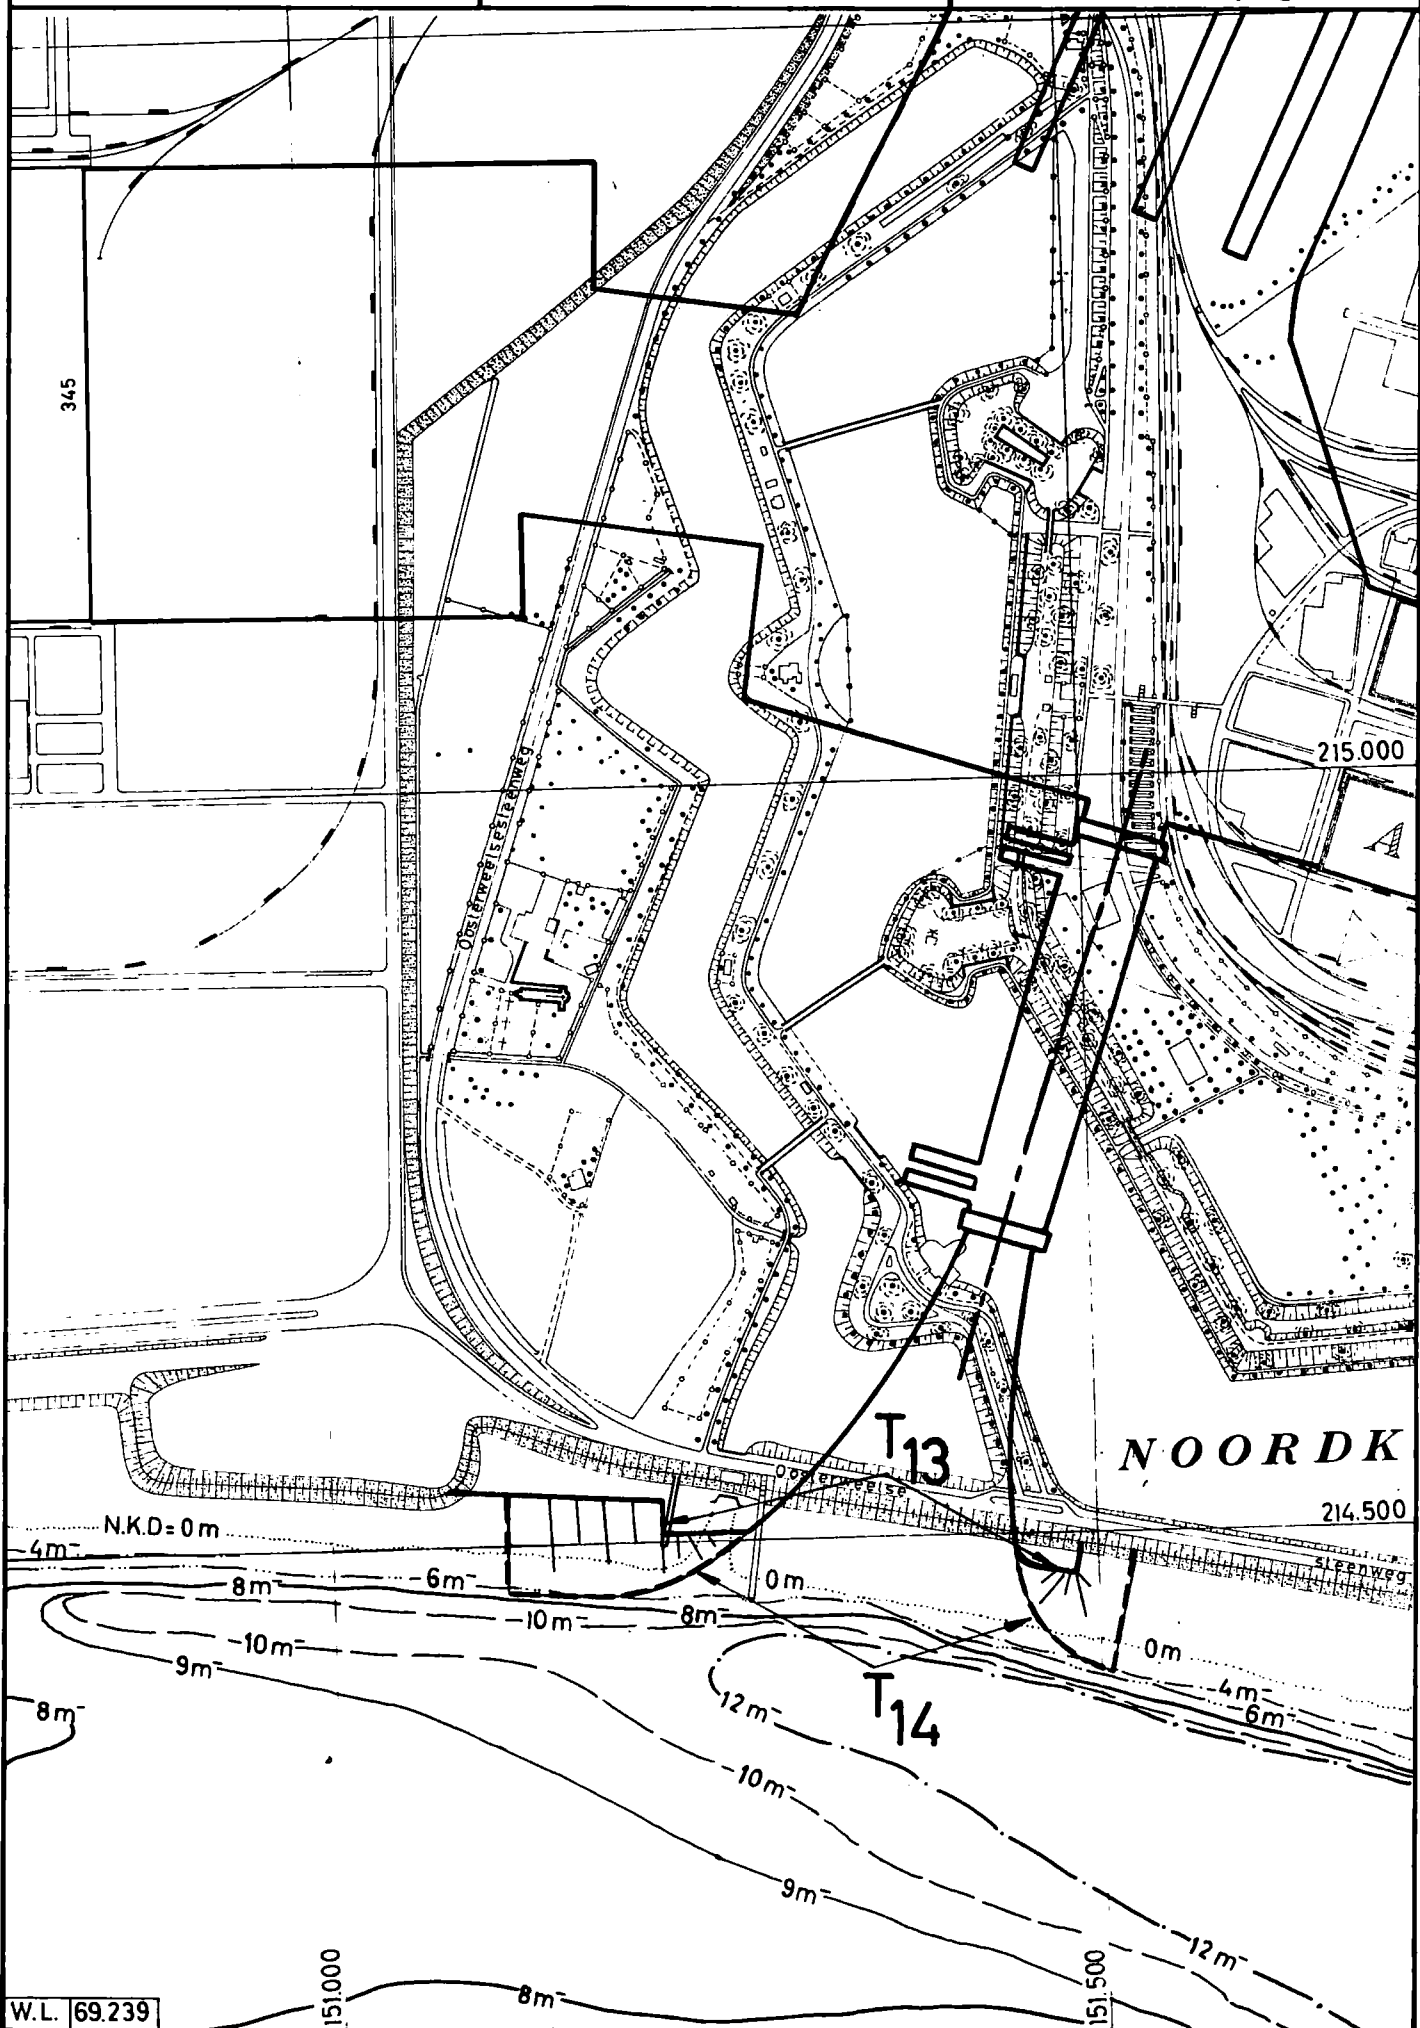 345
215.000
A
Oosterweelsesteenweg
NOORDK
T13
Oosterweelse
steenweg
214.500
N.K.D=0m
-4m-
-6m-
8m-
0m
-10m-
8m-
-10m-
9m-
0m
-4m-
-6m-
12m-
T14
8m-
-10m-
9m-
12m-
8m-
151.000
151.500
W.L. 69.239